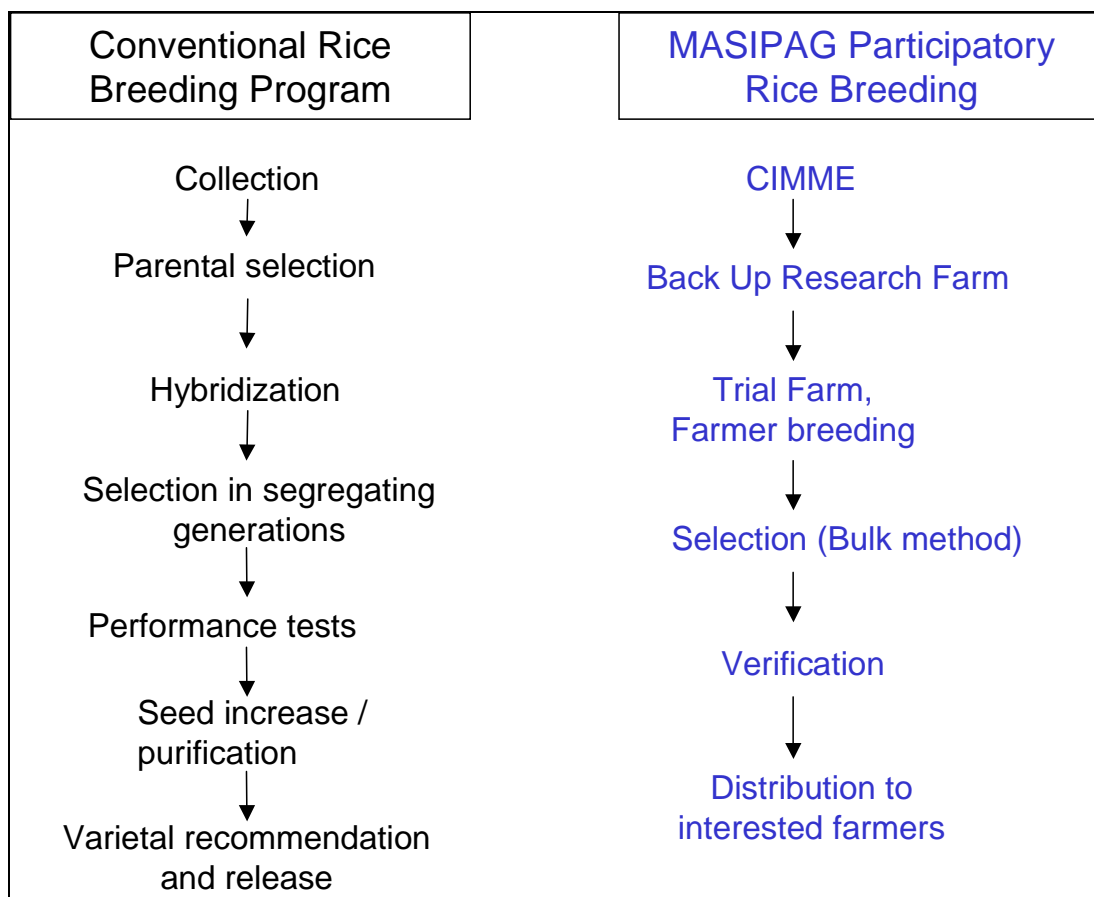 Conventional Rice
Breeding Program
Collection
Parental selection
Hybridization
Selection in segregating
generations
Performance tests
Seed increase /
purification
Varietal recommendation
and release
MASIPAG Participatory
Rice Breeding
CIMME
Back Up Research Farm
Trial Farm,
Farmer breeding
Selection (Bulk method)
Verification
Distribution to
interested farmers